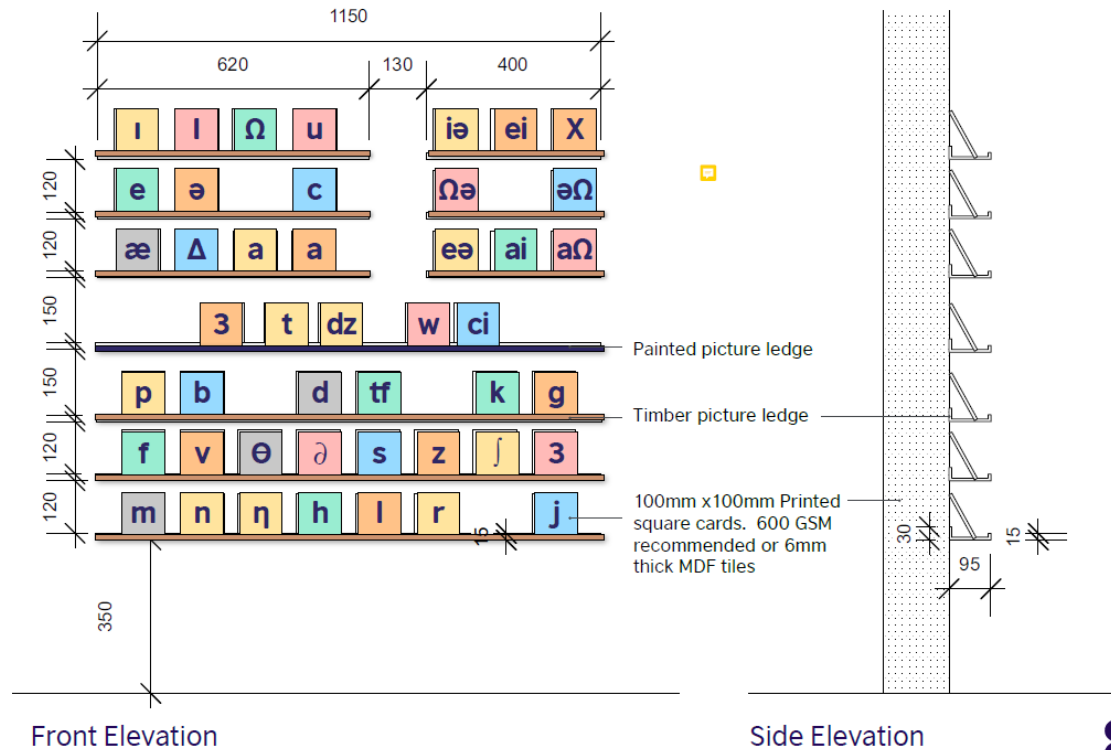 1150
620 130 400
ı l Ω u iə ei X
120
e ə c Ωə əΩ
120
æ Δ a a eə ai aΩ
150
3 t dz w ci
Painted picture ledge
150
p b d tf k g
Timber picture ledge
120
f v Θ ∂ s z ∫ 3
120
m n η h l r j
100mm x100mm Printed
square cards. 600 GSM
recommended or 6mm
thick MDF tiles
15
30
15
95
350
Front Elevation
Side Elevation